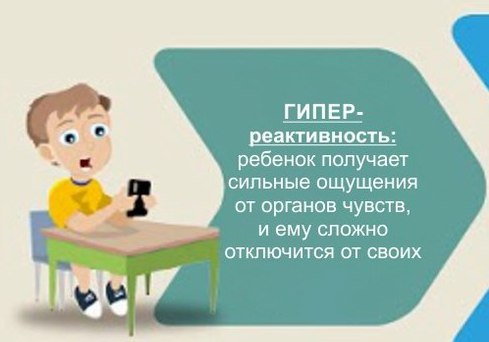 ГИПЕР-
реактивность:
ребенок получает
сильные ощущения
от органов чувств,
и ему сложно
отключится от своих